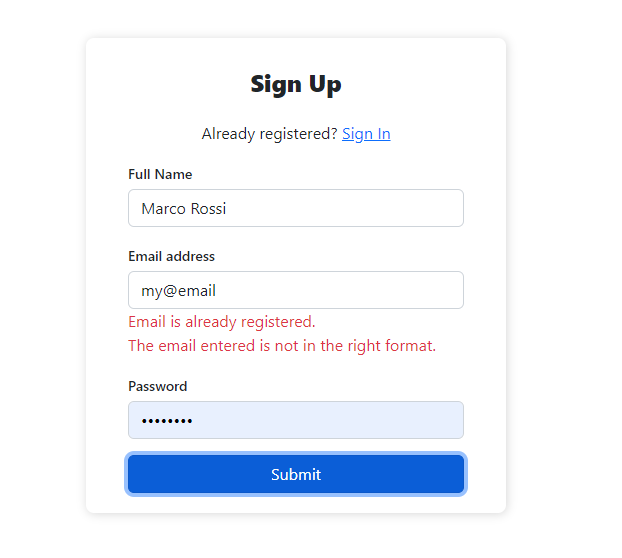 Sign Up
Already registered? Sign In
Full Name
Marco Rossi
Email address
my@email
Email is already registered.
The email entered is not in the right format.
Password
••••••••
Submit